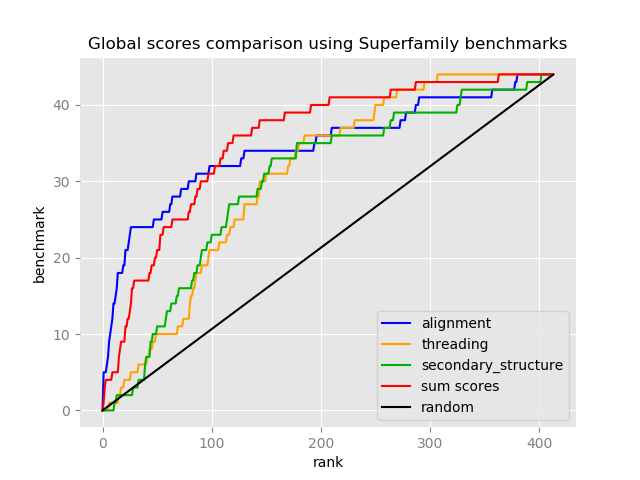 Global scores comparison using Superfamily benchmarks
benchmark
40
30
20
10
0
0 100 200 300 400
rank
alignment
threading
secondary_structure
sum scores
random